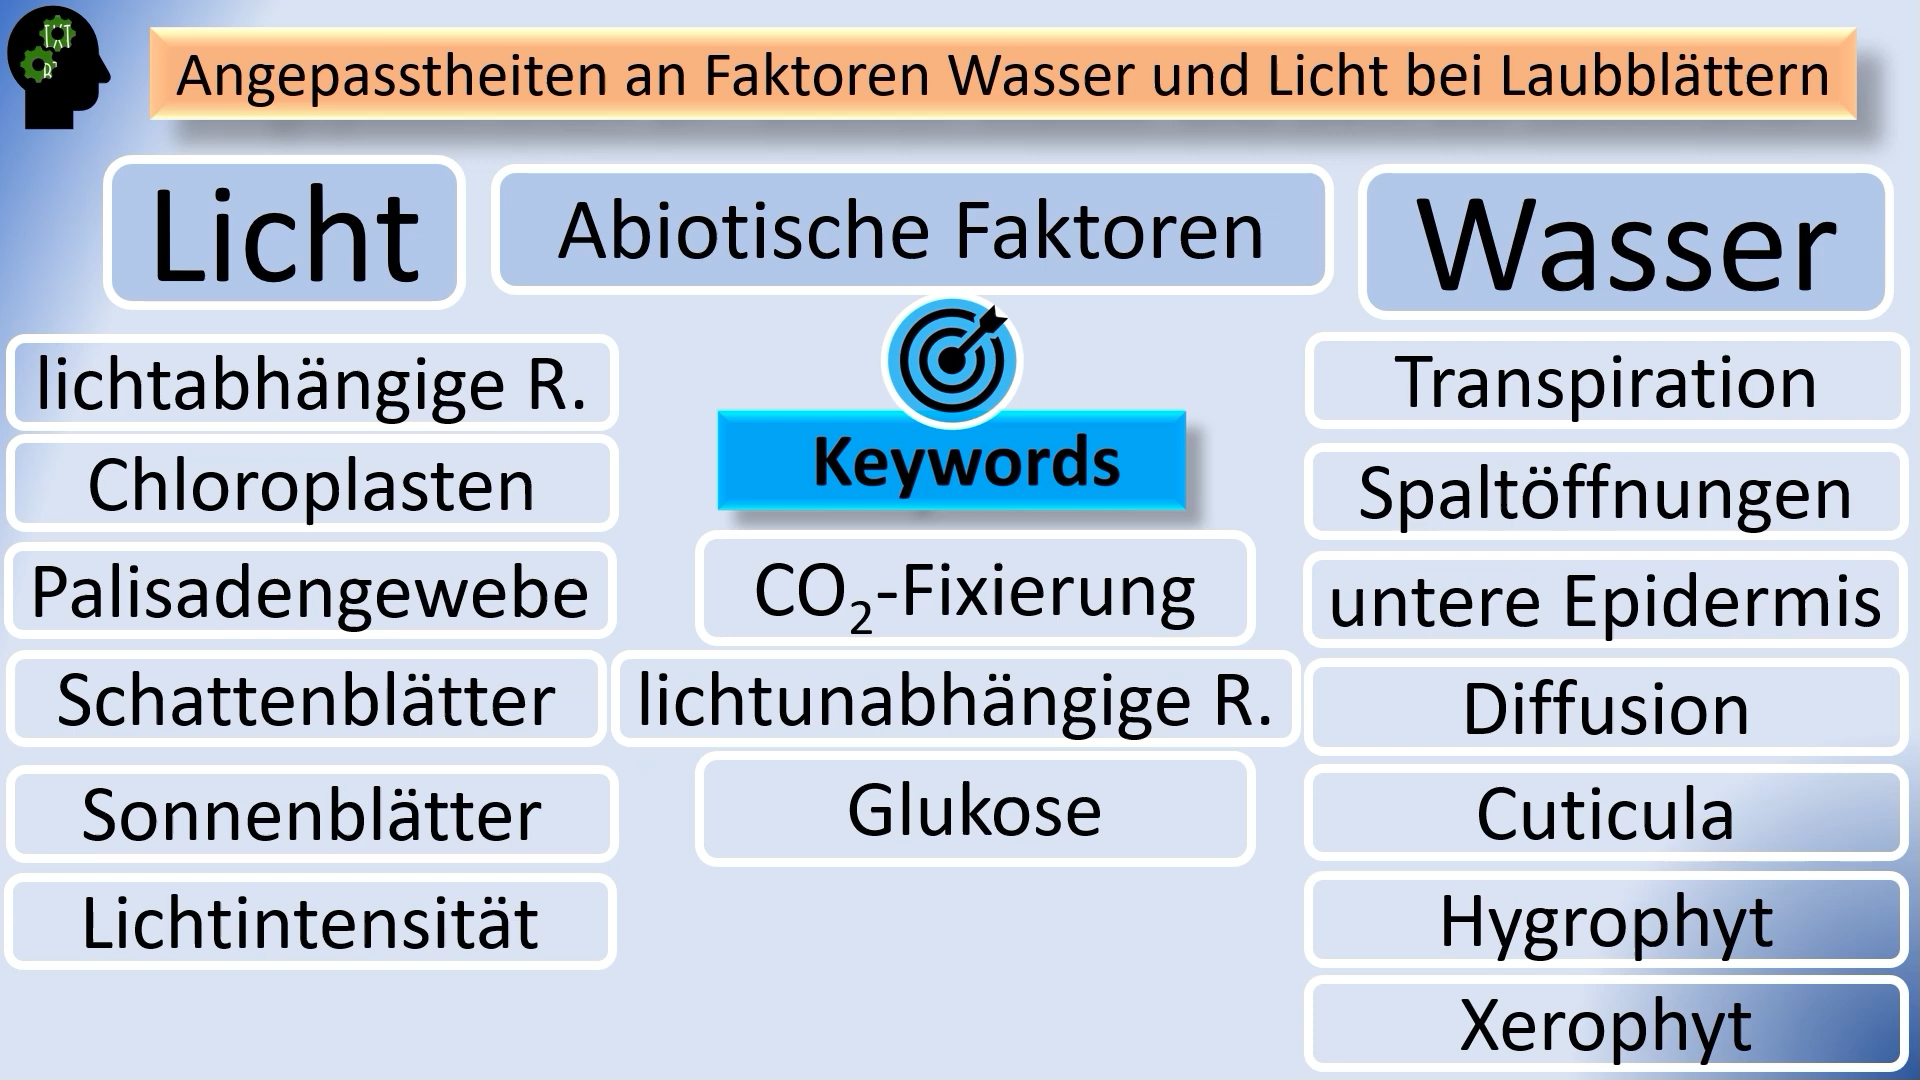 Angepasstheiten an Faktoren Wasser und Licht bei Laubblättern
Licht
Abiotische Faktoren
Wasser
Keywords
lichtabhängige R.
Chloroplasten
Palisadengewebe
Schattenblätter
Sonnenblätter
Lichtintensität
CO₂-Fixierung
lichtunabhängige R.
Glukose
Transpiration
Spaltöffnungen
untere Epidermis
Diffusion
Cuticula
Hygrophyt
Xerophyt